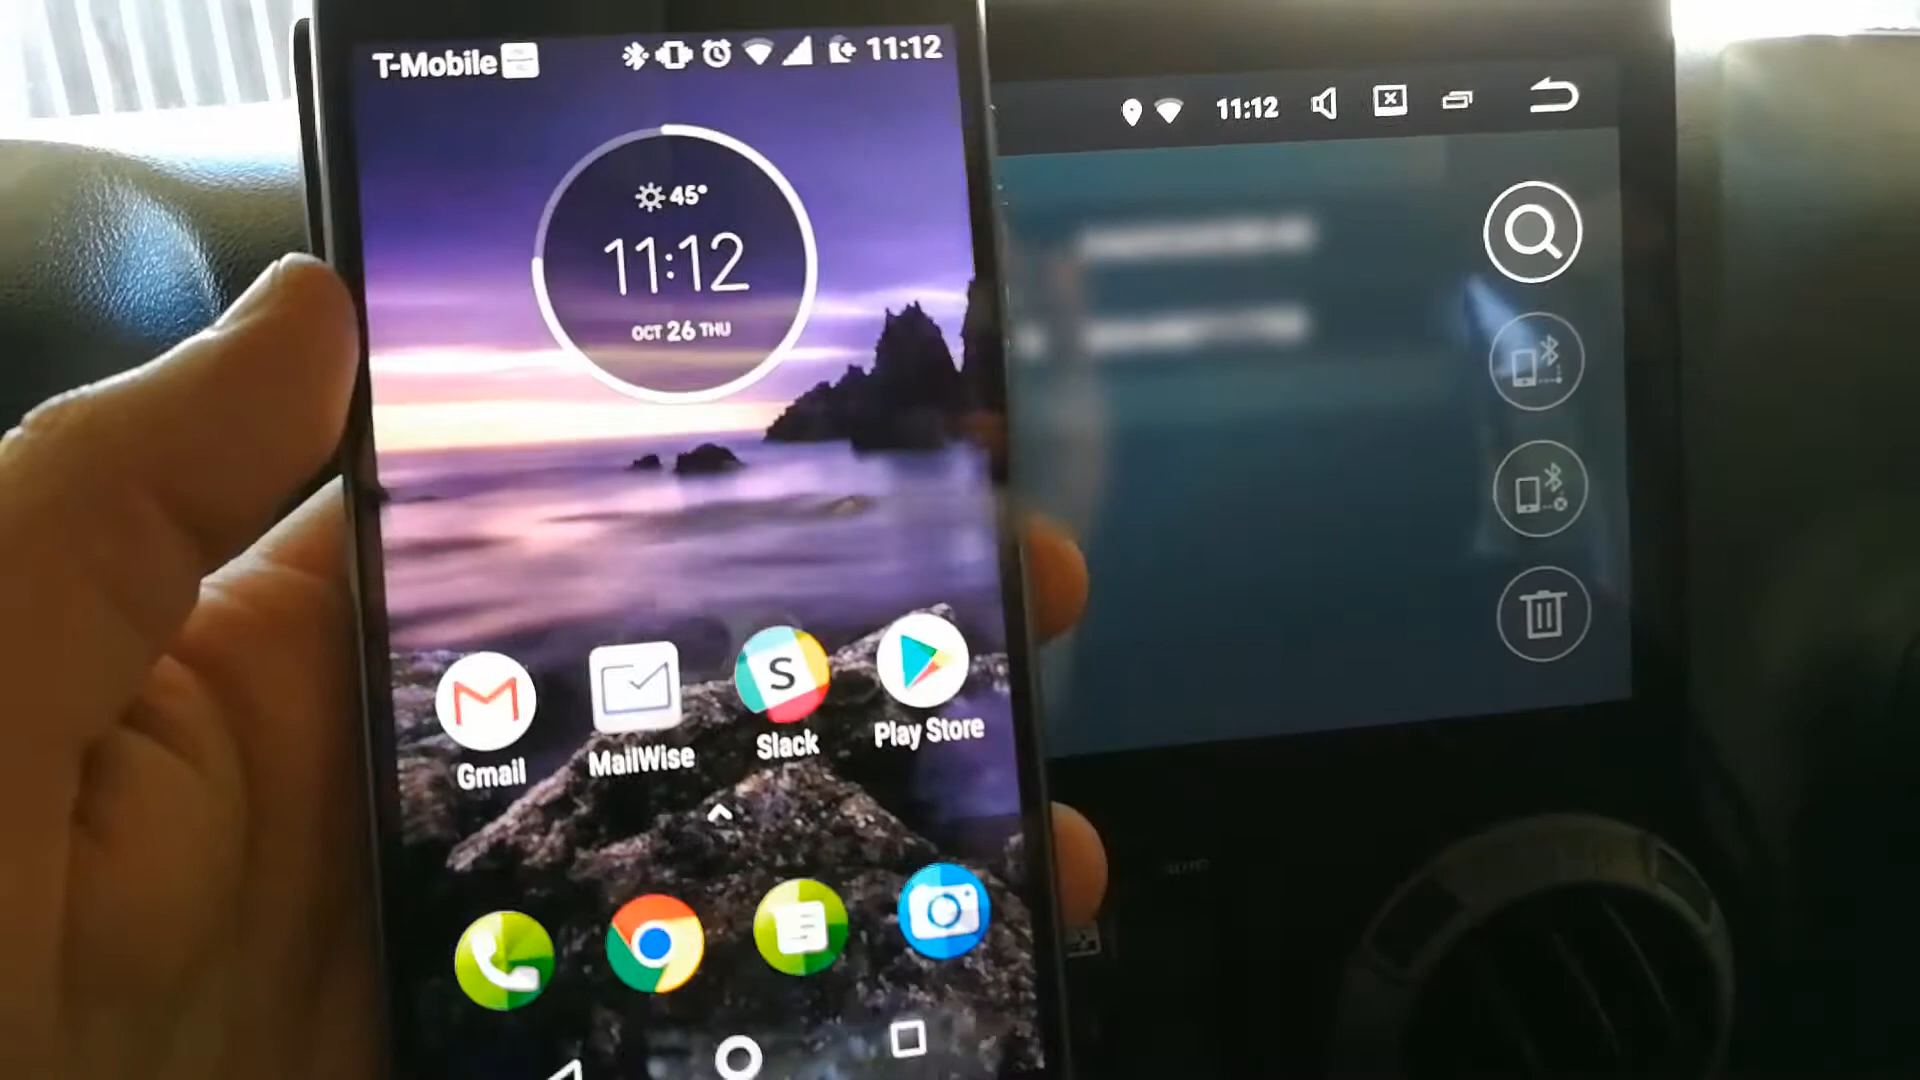 T-Mobile 11:12
11:12
45°
11:12
OCT 26 THU
Gmail
MailWise
S
Slack
Play Store